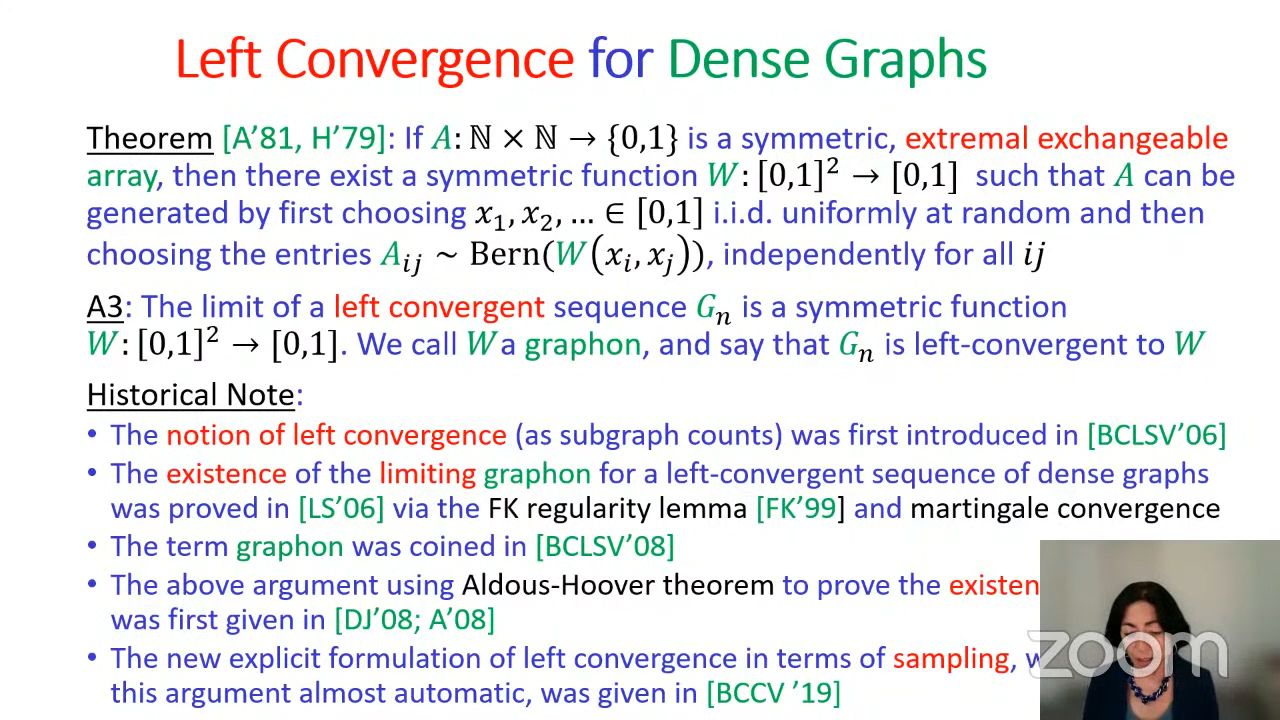 Left Convergence for Dense Graphs
Theorem [A'81, H'79]: If A: ℕ × ℕ → {0,1} is a symmetric, extremal exchangeable
array, then there exist a symmetric function W: [0,1]² → [0,1] such that A can be
generated by first choosing x₁, x₂, … ∈ [0,1] i.i.d. uniformly at random and then
choosing the entries Aᵢⱼ ~ Bern(W(xᵢ, xⱼ)), independently for all ij
A3: The limit of a left convergent sequence Gₙ is a symmetric function
W: [0,1]² → [0,1]. We call W a graphon, and say that Gₙ is left-convergent to W
Historical Note:
• The notion of left convergence (as subgraph counts) was first introduced in [BCLSV'06]
• The existence of the limiting graphon for a left-convergent sequence of dense graphs
was proved in [LS'06] via the FK regularity lemma [FK'99] and martingale convergence
• The term graphon was coined in [BCLSV'08]
• The above argument using Aldous-Hoover theorem to prove the
was first given in [DJ'08; A'08]
• The new explicit formulation of left convergence in terms of sampling,
this argument almost automatic, was given in [BCCV '19]
zoom